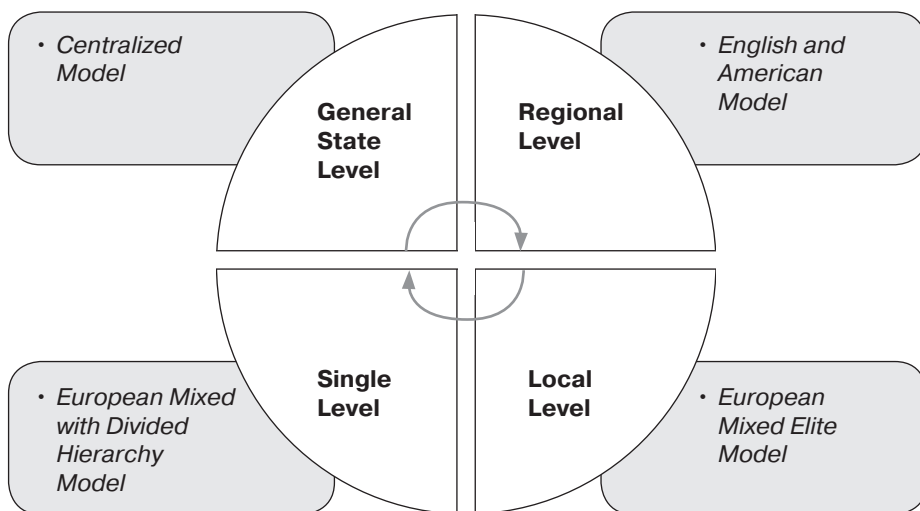 • Centralized
Model
General
State
Level
Regional
Level
• English and
American
Model
• European Mixed
with Divided
Hierarchy
Model
Single
Level
Local
Level
• European
Mixed Elite
Model